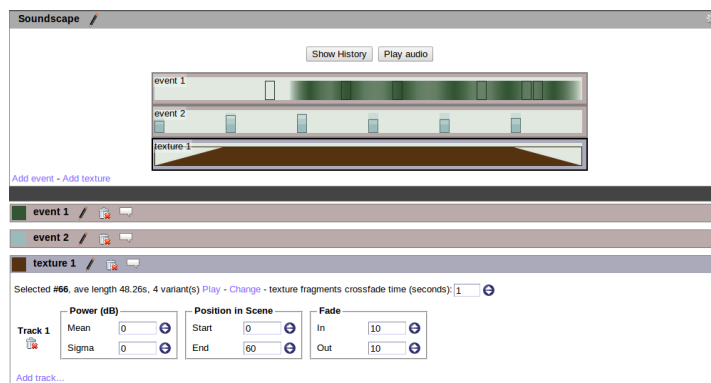 Soundscape
Show History Play audio
event 1
event 2
texture 1
Add event - Add texture
event 1
event 2
texture 1
Selected #66, ave length 48.26s, 4 variant(s) Play - Change - texture fragments crossfade time (seconds): 1
Power (dB) Position in Scene Fade
Track 1 Mean 0 Start 0 In 10
Sigma 0 End 60 Out 10
Add track...